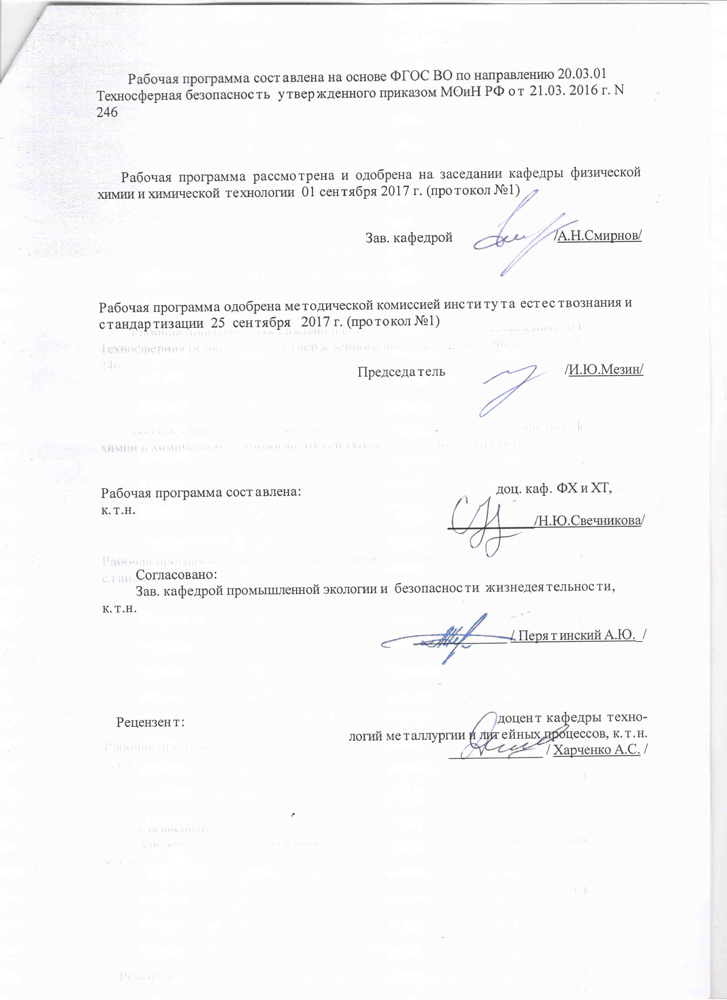 Рабочая программа составлена на основе ФГОС ВО по направлению 20.03.01
Техносферная безопасность утвержденного приказом МОиН РФ от 21.03. 2016 г. N
246
Рабочая программа рассмотрена и одобрена на заседании кафедры физической
химии и химической технологии 01 сентября 2017 г. (протокол №1)
Зав. кафедрой /А.Н.Смирнов/
Рабочая программа одобрена методической комиссией института естествознания и
стандартизации 25 сентября 2017 г. (протокол №1)
Председатель /И.Ю.Мезин/
Рабочая программа составлена: доц. каф. ФХ и ХТ,
к.т.н.
/Н.Ю.Свечникова/
Согласовано:
Зав. кафедрой промышленной экологии и безопасности жизнедеятельности,
к.т.н.
/ Перятинский А.Ю._/
Рецензент: доцент кафедры техно-
логий металлургии и литейных процессов, к.т.н.
/ Харченко А.С. /